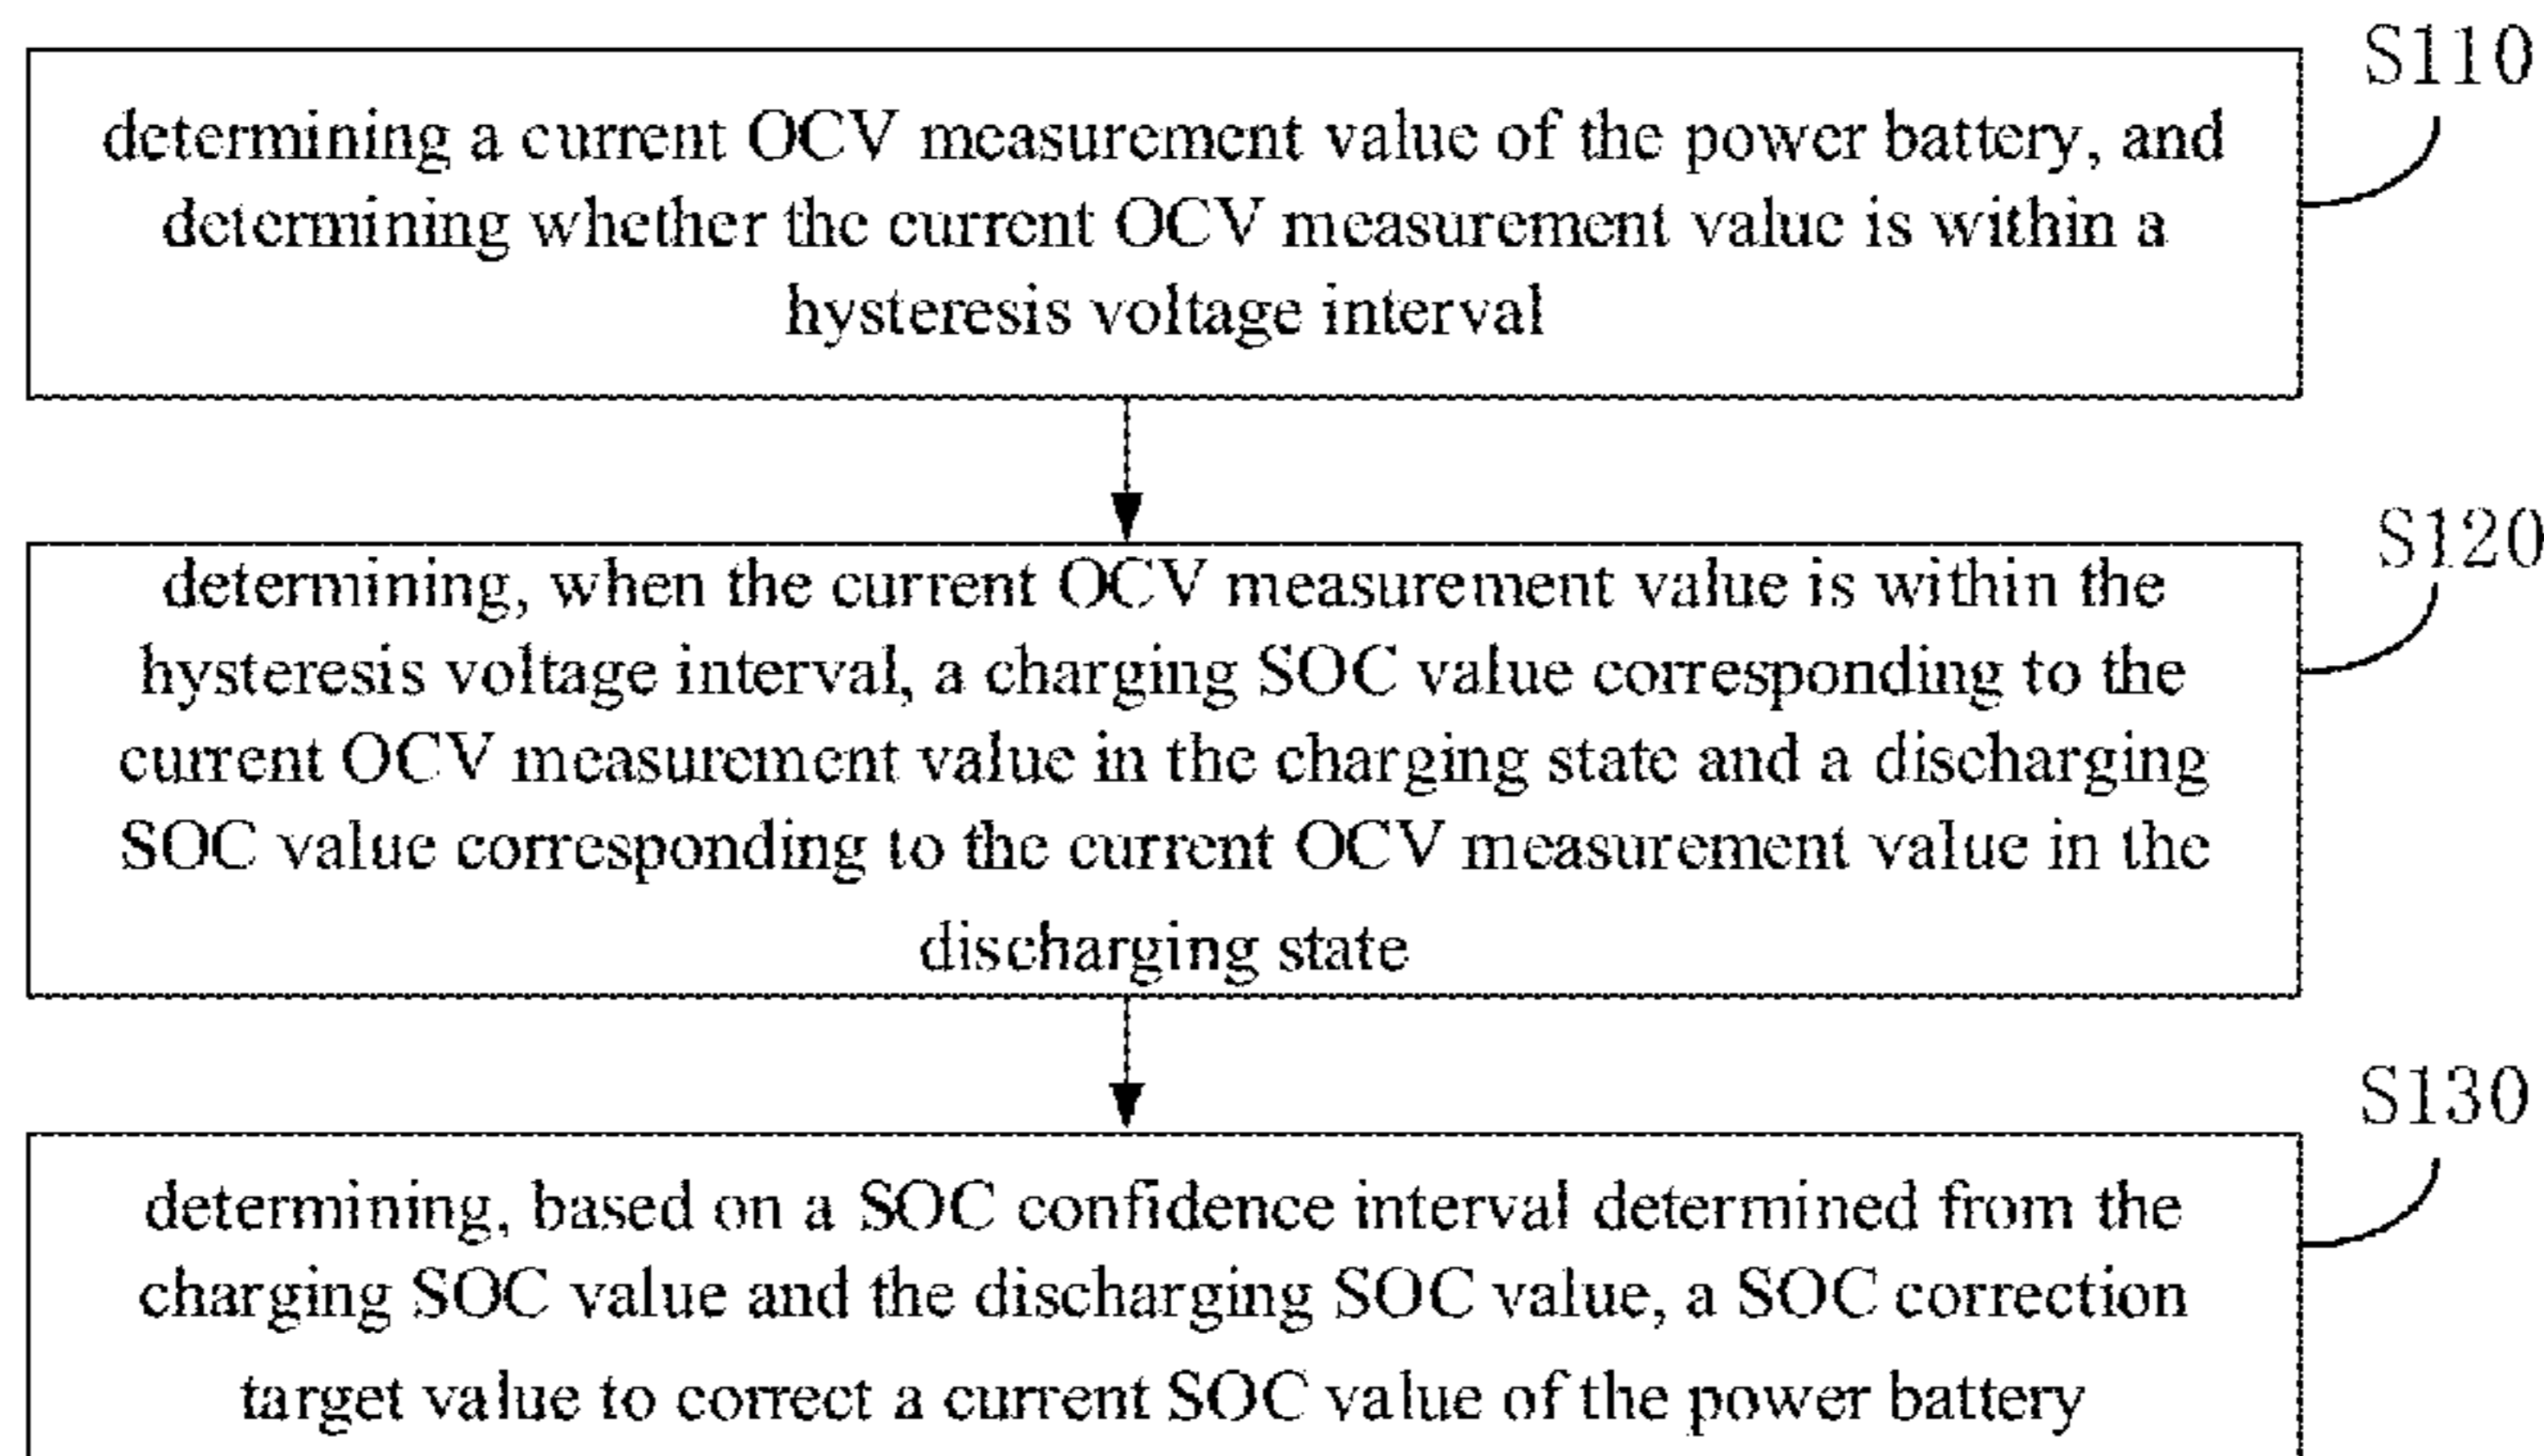 S110
determining a current OCV measurement value of the power battery, and
determining whether the current OCV measurement value is within a
hysteresis voltage interval
S120
determining, when the current OCV measurement value is within the
hysteresis voltage interval, a charging SOC value corresponding to the
current OCV measurement value in the charging state and a discharging
SOC value corresponding to the current OCV measurement value in the
discharging state
S130
determining, based on a SOC confidence interval determined from the
charging SOC value and the discharging SOC value, a SOC correction
target value to correct a current SOC value of the power battery